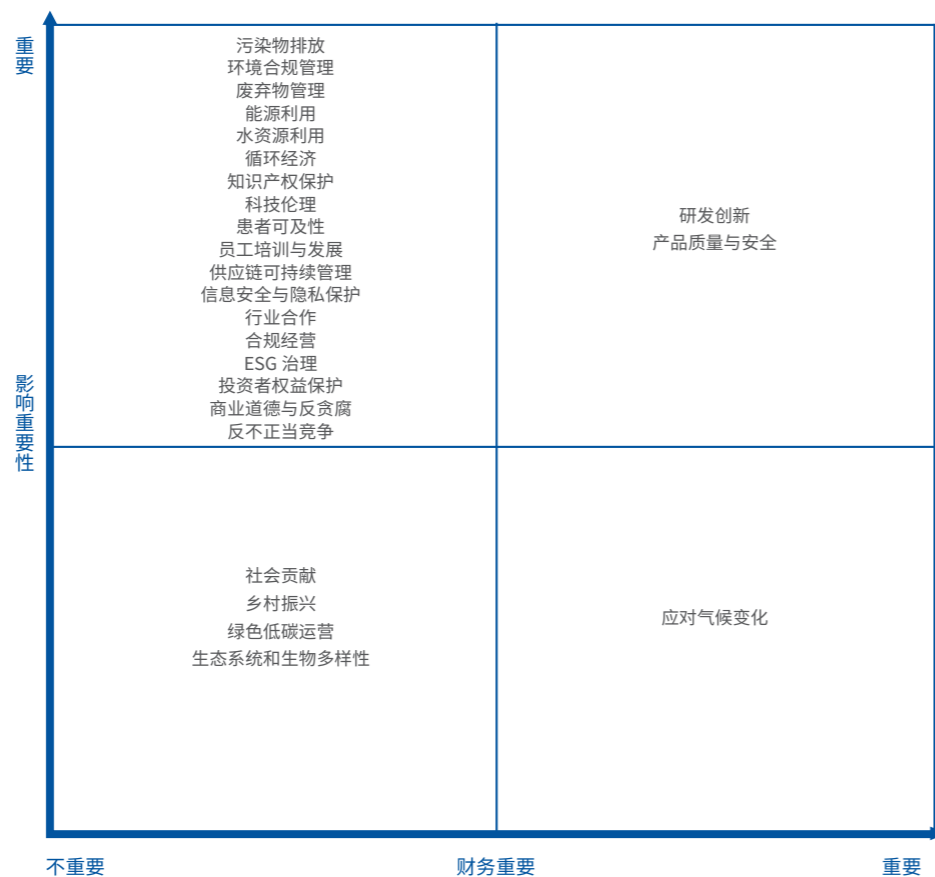 重要
污染物排放
环境合规管理
废弃物管理
能源利用
水资源利用
循环经济
知识产权保护
科技伦理
患者可及性
员工培训与发展
供应链可持续管理
信息安全与隐私保护
行业合作
合规经营
ESG 治理
投资者权益保护
商业道德与反贪腐
反不正当竞争
研发创新
产品质量与安全
影响重要性
社会贡献
乡村振兴
绿色低碳运营
生态系统和生物多样性
应对气候变化
不重要
财务重要
重要